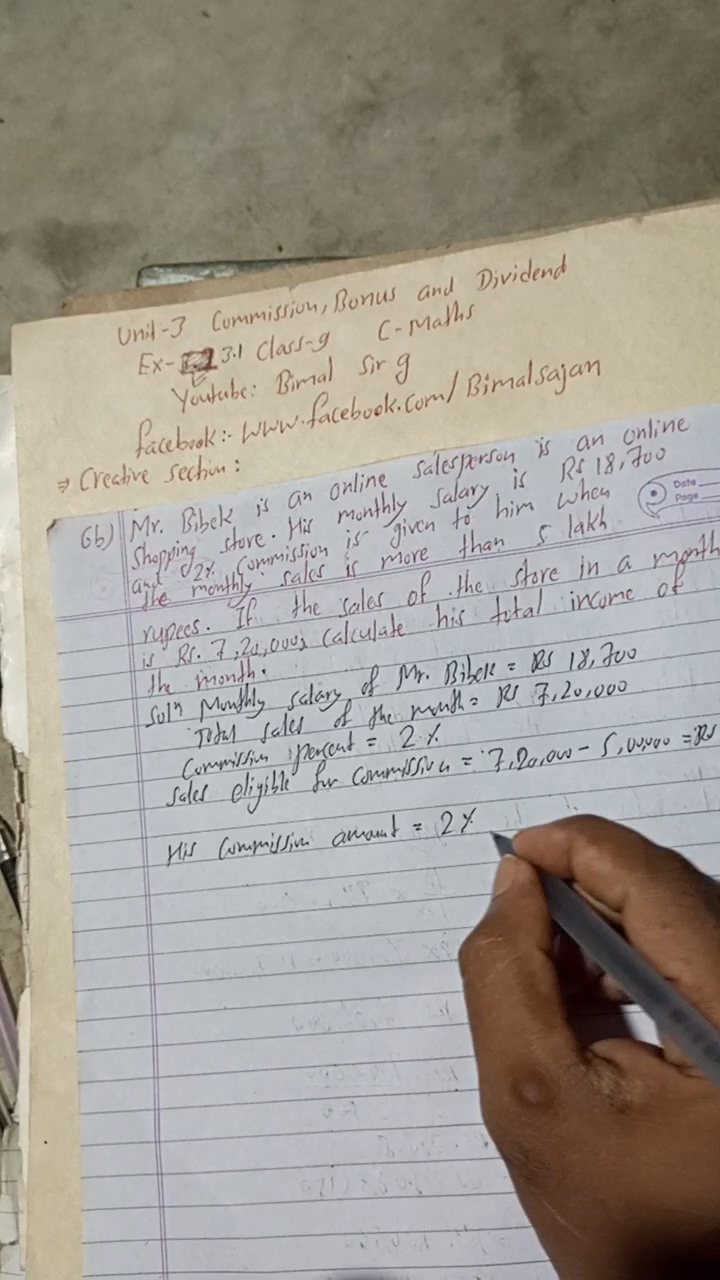 Unit-3 Commission, Bonus and Dividend
Ex- 3.1 Class-9 C-Maths
Youtube: Bimal Sir g
facebook:- www.facebook.com/Bimalsajan
⇒ Creative section:
6b) Mr. Bibek is an online salesperson is an online
shopping store. His monthly salary is Rs 18,700
and 2% commission is given to him when
the monthly sales is more than 5 lakh
rupees. If the sales of the store in a month
is Rs. 7,20,000, calculate his total income of
the month.
Date
Page
Solⁿ Monthly salary of Mr. Bibek = Rs 18,700
Total sales of the month = Rs 7,20,000
Commission percent = 2%
Sales eligible for commission = 7,20,000 - 5,00,000 = Rs
His Commission amount = 2%